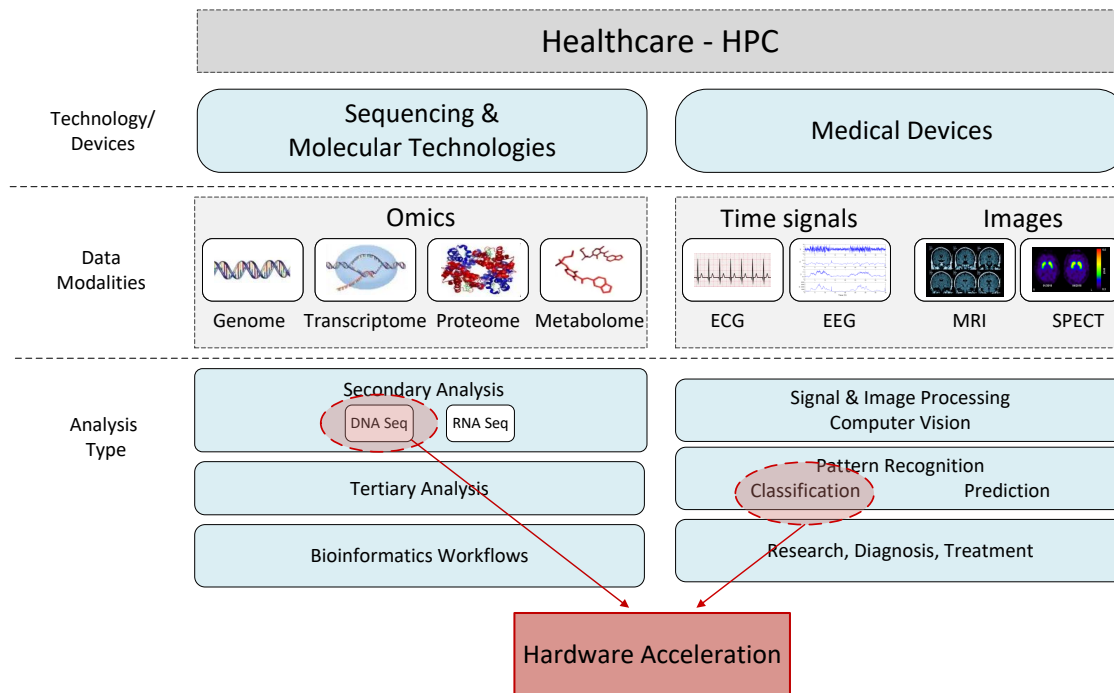 Healthcare - HPC
Technology/
Devices
Sequencing &
Molecular Technologies
Medical Devices
Data
Modalities
Omics
Genome
Transcriptome
Proteome
Metabolome
Time signals
Images
ECG
EEG
MRI
SPECT
Analysis
Type
Secondary Analysis
DNA Seq
RNA Seq
Tertiary Analysis
Bioinformatics Workflows
Signal & Image Processing
Computer Vision
Pattern Recognition
Classification
Prediction
Research, Diagnosis, Treatment
Hardware Acceleration